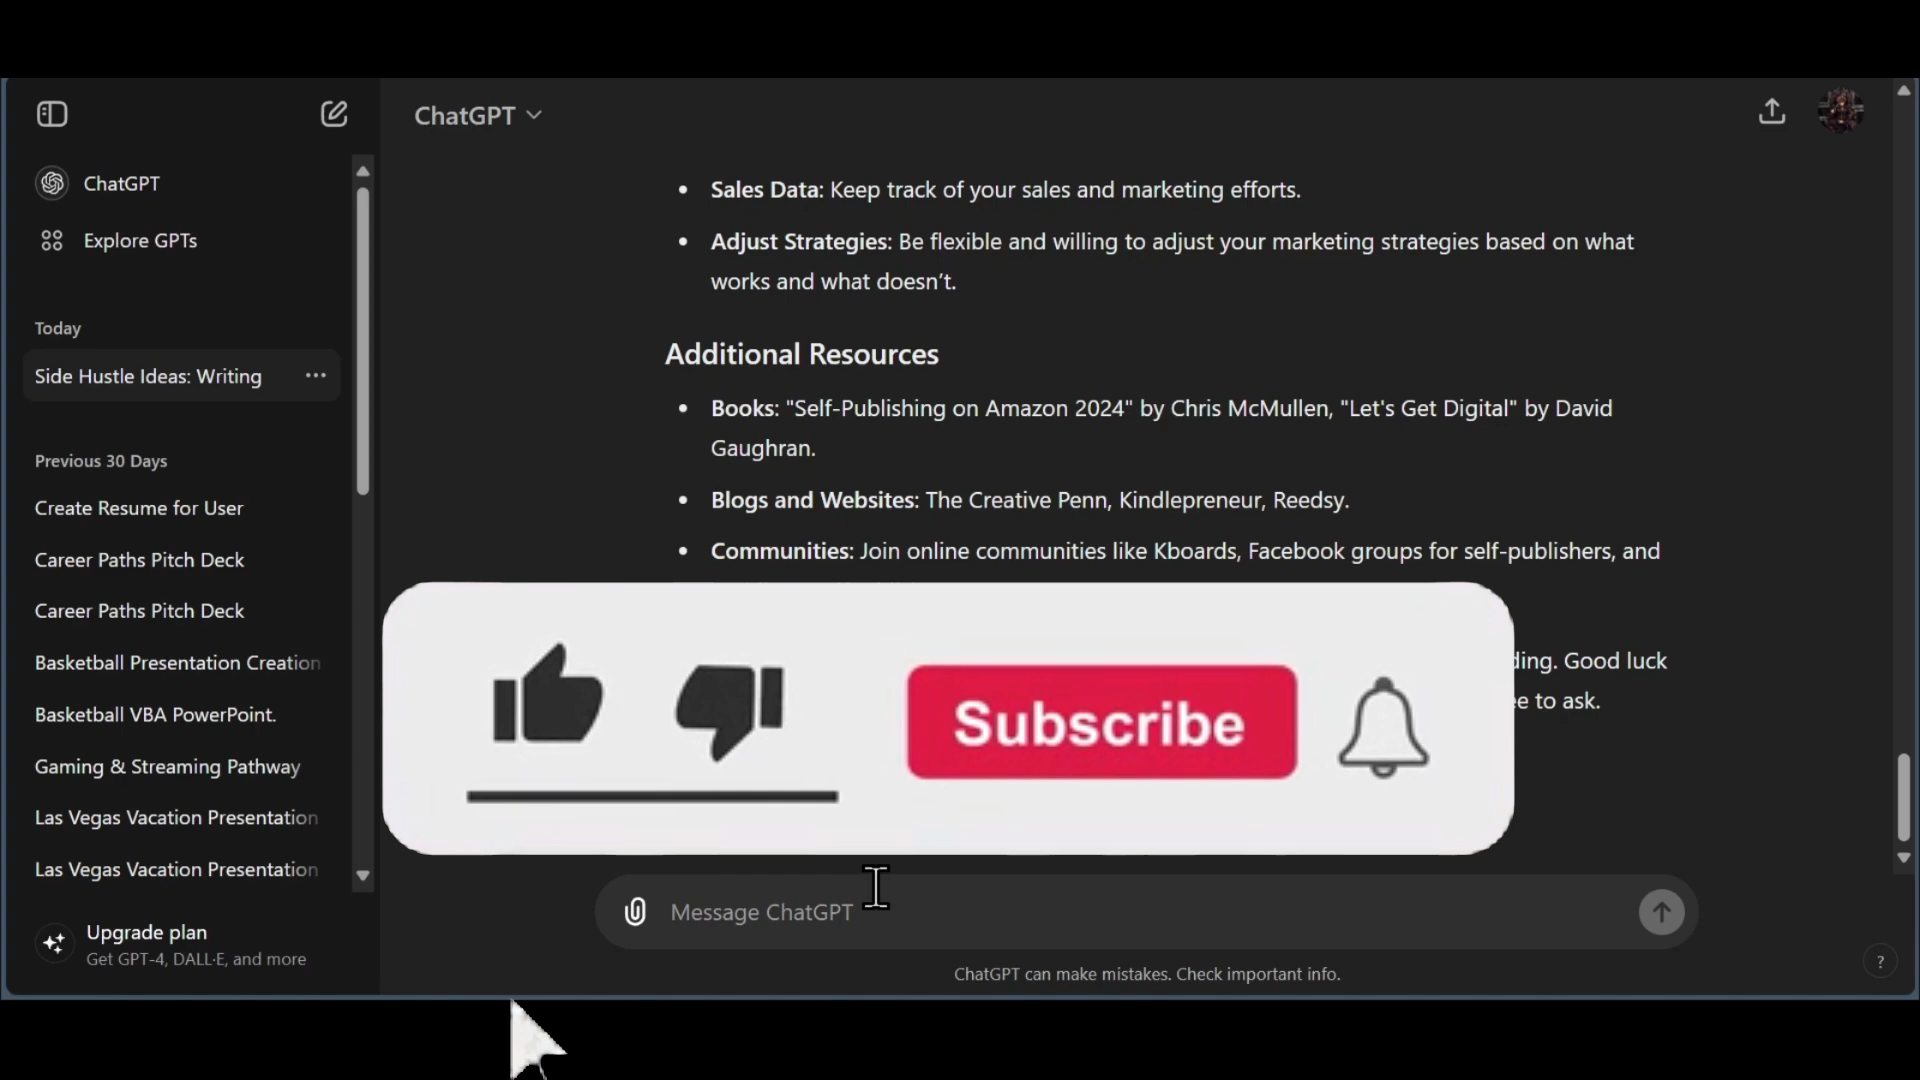 ChatGPT
ChatGPT
Explore GPTs
Today
Side Hustle Ideas: Writing
Previous 30 Days
Create Resume for User
Career Paths Pitch Deck
Career Paths Pitch Deck
Basketball Presentation Creation
Basketball VBA PowerPoint.
Gaming & Streaming Pathway
Las Vegas Vacation Presentation
Las Vegas Vacation Presentation
Upgrade plan
Get GPT-4, DALL·E, and more
• Sales Data: Keep track of your sales and marketing efforts.
• Adjust Strategies: Be flexible and willing to adjust your marketing strategies based on what
works and what doesn't.
Additional Resources
• Books: "Self-Publishing on Amazon 2024" by Chris McMullen, "Let's Get Digital" by David
Gaughran.
• Blogs and Websites: The Creative Penn, Kindlepreneur, Reedsy.
• Communities: Join online communities like Kboards, Facebook groups for self-publishers, and
Good luck
to ask.
Subscribe
Message ChatGPT
ChatGPT can make mistakes. Check important info.
?